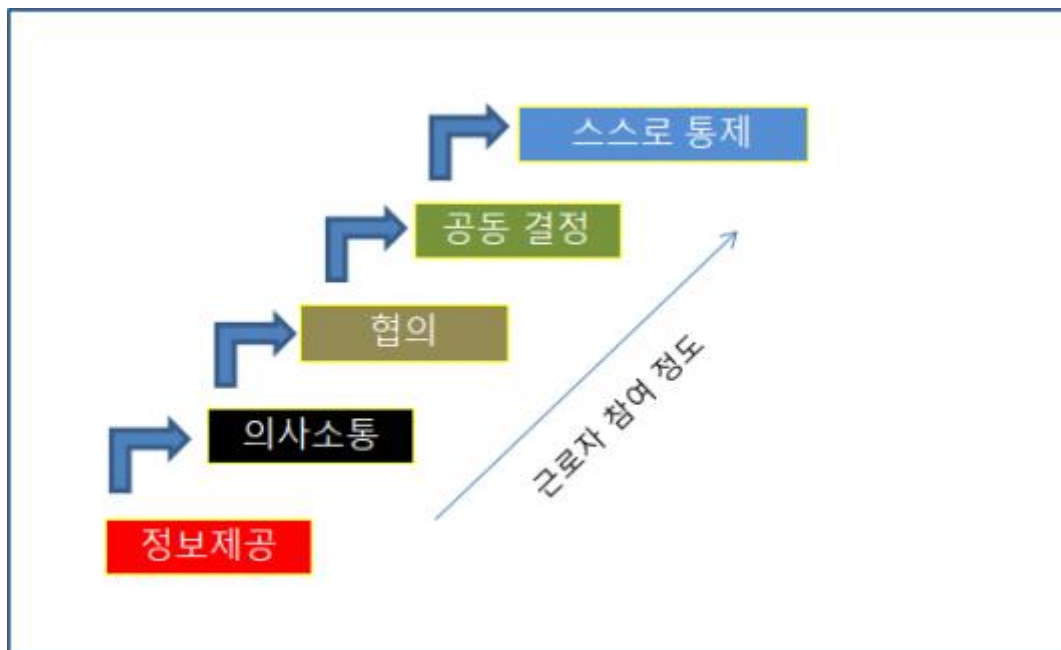 스스로 통제
공동 결정
협의
의사소통
정보제공
근로자 참여 정도